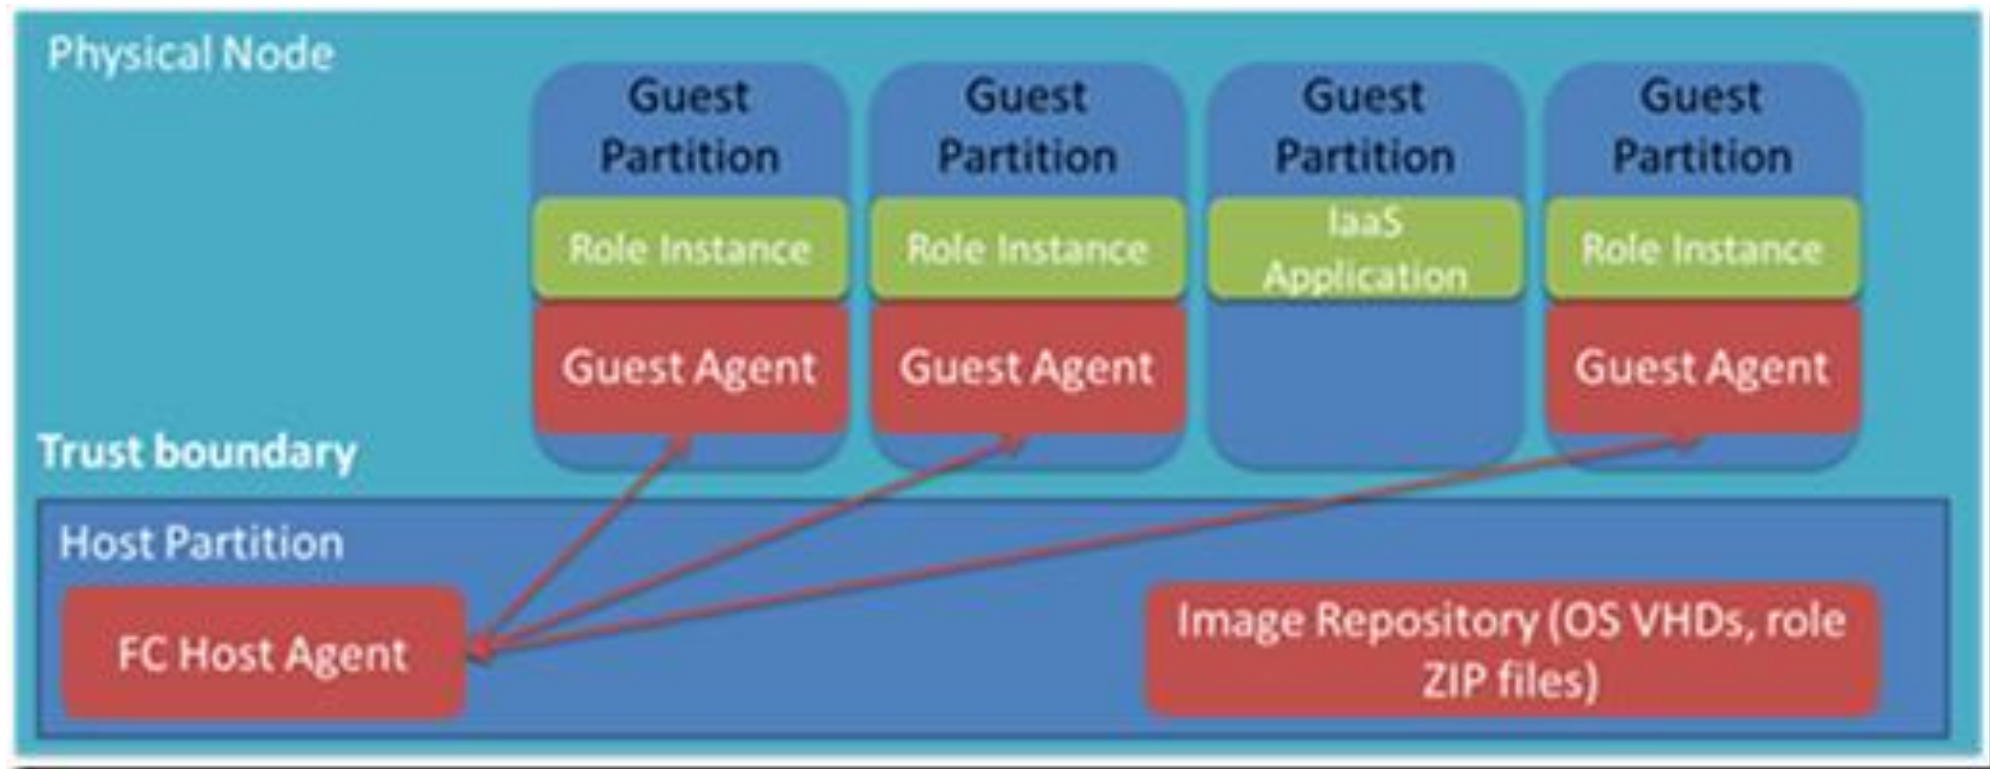 Physical Node
Guest
Partition
Role Instance
Guest Agent
Guest
Partition
Role Instance
Guest Agent
Guest
Partition
IaaS
Application
Guest
Partition
Role Instance
Guest Agent
Trust boundary
Host Partition
FC Host Agent
Image Repository (OS VHDs, role
ZIP files)